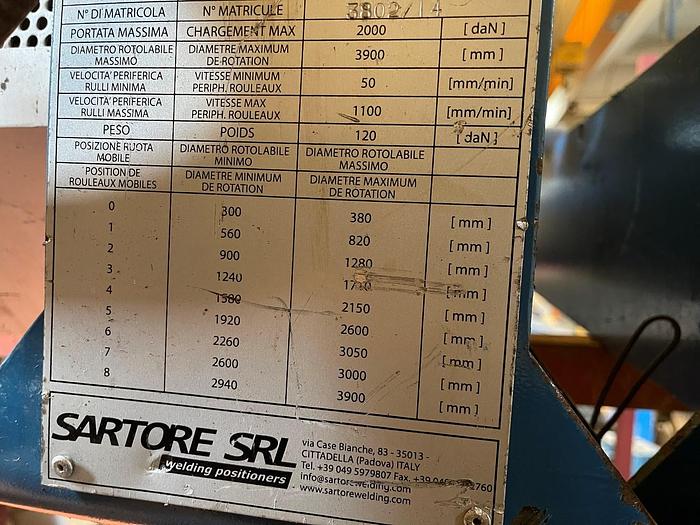 N° DI MATRICOLA N° MATRICULE 3802/14
PORTATA MASSIMA CHARGEMENT MAX 2000 [ daN ]
DIAMETRO ROTOLABILE MASSIMO DIAMETRE MAXIMUM DE ROTATION 3900 [ mm ]
VELOCITA' PERIFERICA RULLI MINIMA VITESSE MINIMUM PERIPH. ROULEAUX 50 [mm/min]
VELOCITA' PERIFERICA RULLI MASSIMA VITESSE MAX PERIPH. ROULEAUX 1100 [mm/min]
PESO POIDS 120 [ daN ]
POSIZIONE RUOTA MOBILE DIAMETRO ROTOLABILE MINIMO DIAMETRO ROTOLABILE MASSIMO
POSITION DE ROULEAUX MOBILES DIAMETRE MINIMUM DE ROTATION DIAMETRE MAXIMUM DE ROTATION
0 300 380 [ mm ]
1 560 820 [ mm ]
2 900 1280 [ mm ]
3 1240 [ mm ]
4 1580 2150 [ mm ]
5 1920 2600 [ mm ]
6 2260 3050 [ mm ]
7 2600 3000 [ mm ]
8 2940 3900 [ mm ]
SARTORE SRL
welding positioners
via Case Bianche, 83 - 35013 -
CITTADELLA (Padova) ITALY
Tel. +39 049 5979807 Fax. +39 2760
info@sartorewelding.com
www.sartorewelding.com